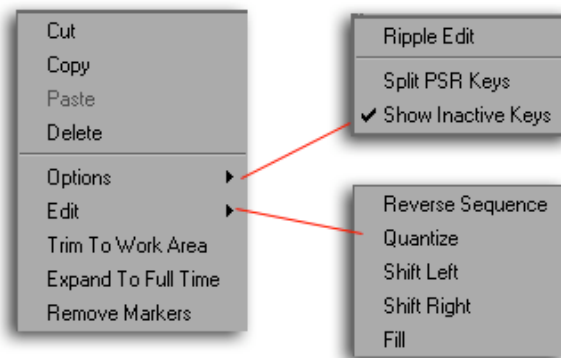 Cut
Copy
Paste
Delete
Options
Edit
Trim To Work Area
Expand To Full Time
Remove Markers
Ripple Edit
Split PSR Keys
Show Inactive Keys
Reverse Sequence
Quantize
Shift Left
Shift Right
Fill